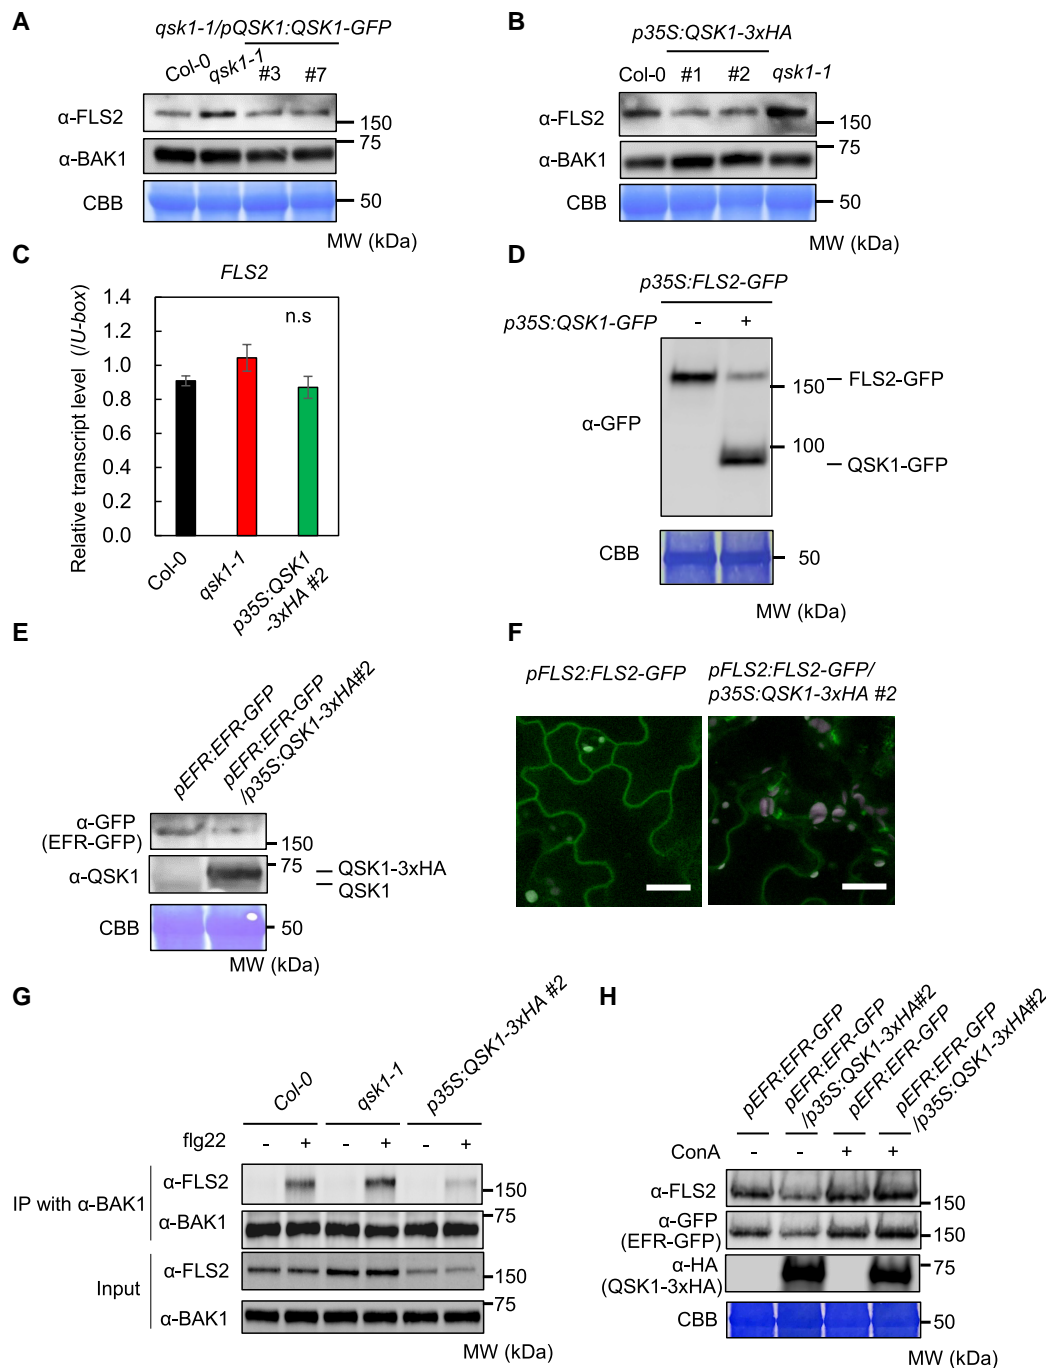 A
qsk1-1/pQSK1:QSK1-GFP
Col-0 qsk1-1 #3 #7
α-FLS2
150
75
α-BAK1
CBB
50
MW (kDa)
B
p35S:QSK1-3xHA
Col-0 #1 #2 qsk1-1
α-FLS2
150
75
α-BAK1
CBB
50
MW (kDa)
C
FLS2
Relative transcript level (/U-box)
1.4
1.2
1.0
0.8
0.6
0.4
0.2
0.0
n.s
Col-0
qsk1-1
p35S:QSK1
-3xHA #2
D
p35S:FLS2-GFP
p35S:QSK1-GFP - +
α-GFP
150
FLS2-GFP
100
QSK1-GFP
CBB
50
MW (kDa)
E
pEFR:EFR-GFP
pEFR:EFR-GFP
/p35S:QSK1-3xHA#2
α-GFP
(EFR-GFP)
150
75
α-QSK1
QSK1-3xHA
QSK1
CBB
50
MW (kDa)
F
pFLS2:FLS2-GFP
pFLS2:FLS2-GFP/
p35S:QSK1-3xHA #2
G
Col-0
qsk1-1
p35S:QSK1-3xHA #2
flg22 - + - + - +
IP with α-BAK1
α-FLS2
150
75
α-BAK1
Input
α-FLS2
150
75
α-BAK1
MW (kDa)
H
pEFR:EFR-GFP
pEFR:EFR-GFP
/p35S:QSK1-3xHA#2
pEFR:EFR-GFP
pEFR:EFR-GFP
/p35S:QSK1-3xHA#2
ConA - - + +
α-FLS2
150
α-GFP
(EFR-GFP)
150
α-HA
(QSK1-3xHA)
75
CBB
50
MW (kDa)